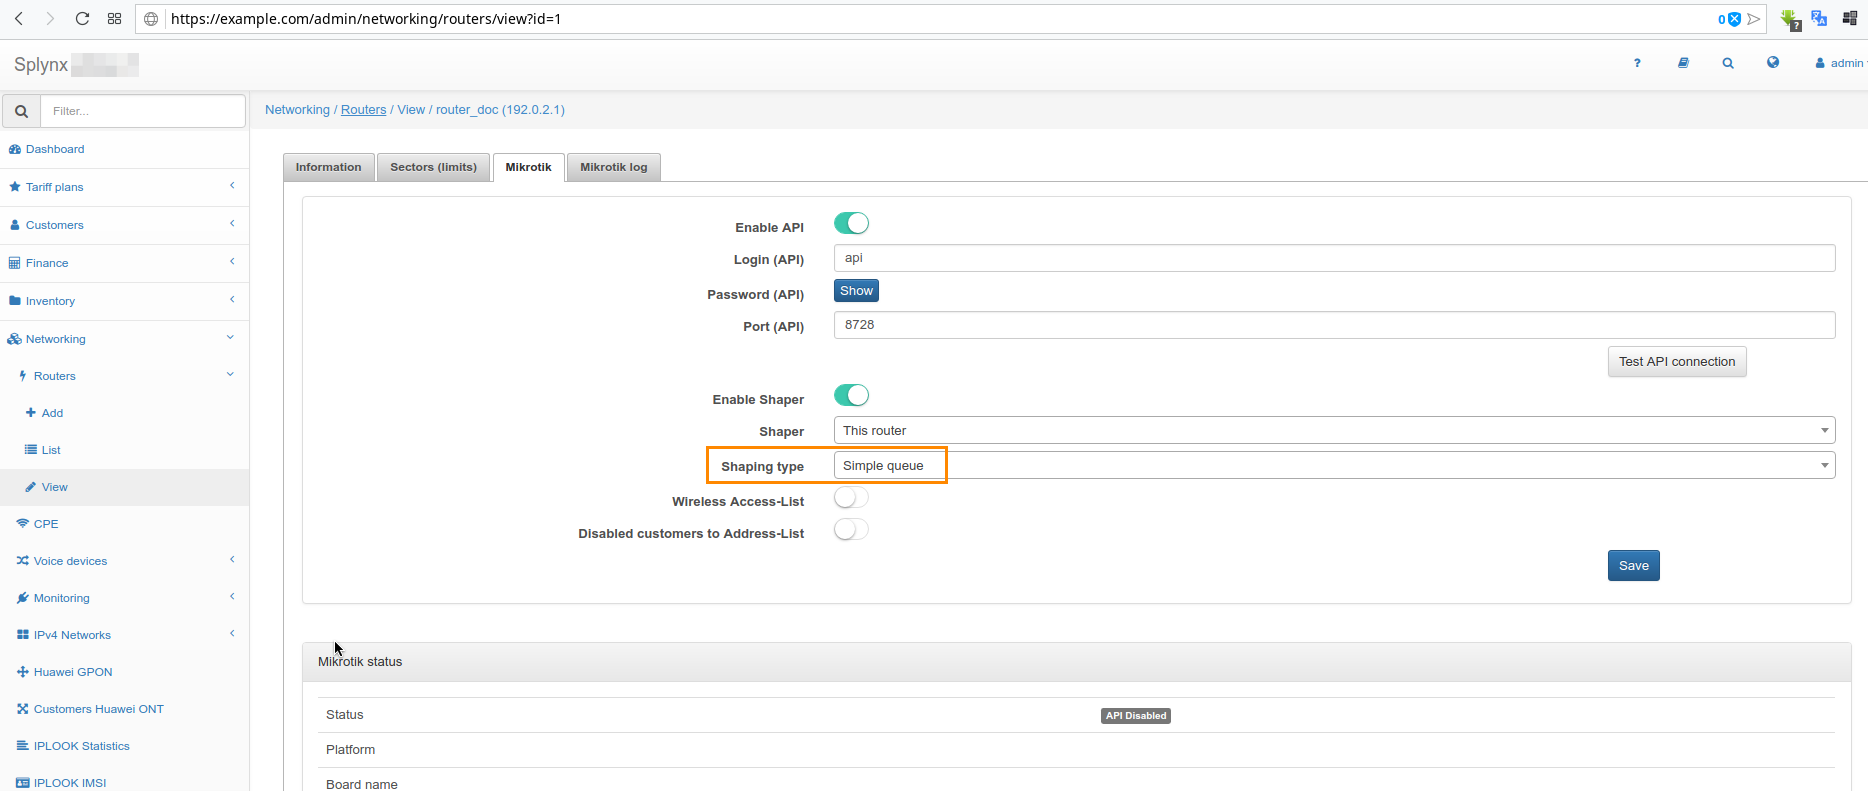 https://example.com/admin/networking/routers/view?id=1
0
?
Splynx
?
admin
Filter...
Networking / Routers / View / router_doc (192.0.2.1)
Dashboard
Tariff plans
Customers
Finance
Inventory
Networking
Routers
Add
List
View
CPE
Voice devices
Monitoring
IPv4 Networks
Huawei GPON
Customers Huawei ONT
IPLOOK Statistics
IPLOOK IMSI
Information
Sectors (limits)
Mikrotik
Mikrotik log
Enable API
Login (API)
api
Password (API)
Show
Port (API)
8728
Test API connection
Enable Shaper
Shaper
This router
Shaping type
Simple queue
Wireless Access-List
Disabled customers to Address-List
Save
Mikrotik status
Status
API Disabled
Platform
Board name